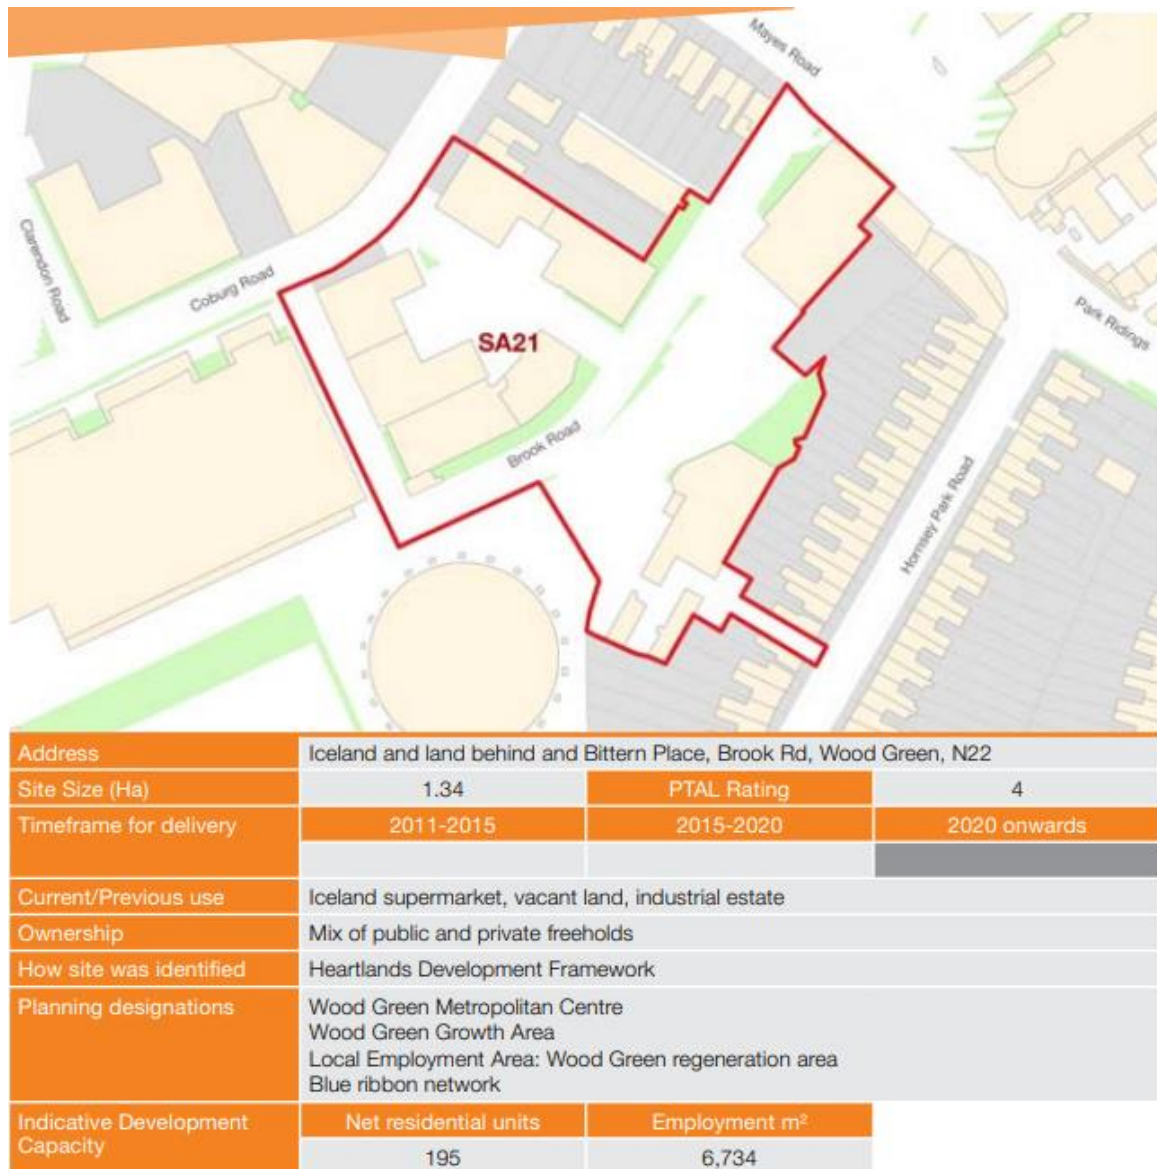 Mayes Road
Clarendon Road
Coburg Road
Park Ridings
SA21
Brook Road
Hornsey Park Road
Address Iceland and land behind and Bittern Place, Brook Rd, Wood Green, N22
Site Size (Ha) 1.34 PTAL Rating 4
Timeframe for delivery 2011-2015 2015-2020 2020 onwards
Current/Previous use Iceland supermarket, vacant land, industrial estate
Ownership Mix of public and private freeholds
How site was identified Heartlands Development Framework
Planning designations Wood Green Metropolitan Centre
Wood Green Growth Area
Local Employment Area: Wood Green regeneration area
Blue ribbon network
Indicative Development Net residential units Employment m²
Capacity 195 6,734